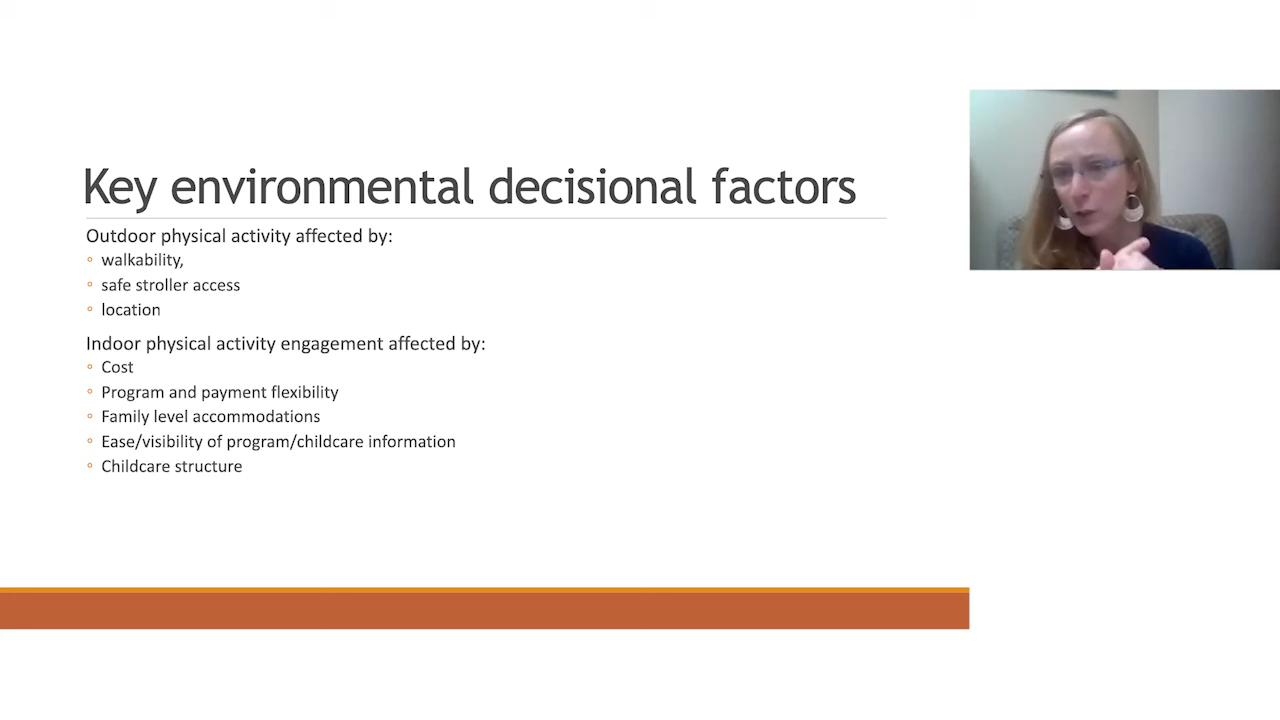 Key environmental decisional factors
Outdoor physical activity affected by:
◦ walkability,
◦ safe stroller access
◦ location
Indoor physical activity engagement affected by:
◦ Cost
◦ Program and payment flexibility
◦ Family level accommodations
◦ Ease/visibility of program/childcare information
◦ Childcare structure